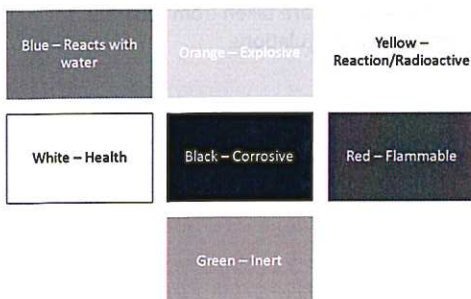 Blue – Reacts with
water
Orange – Explosive
Yellow –
Reaction/Radioactive
White – Health
Black – Corrosive
Red – Flammable
Green – Inert